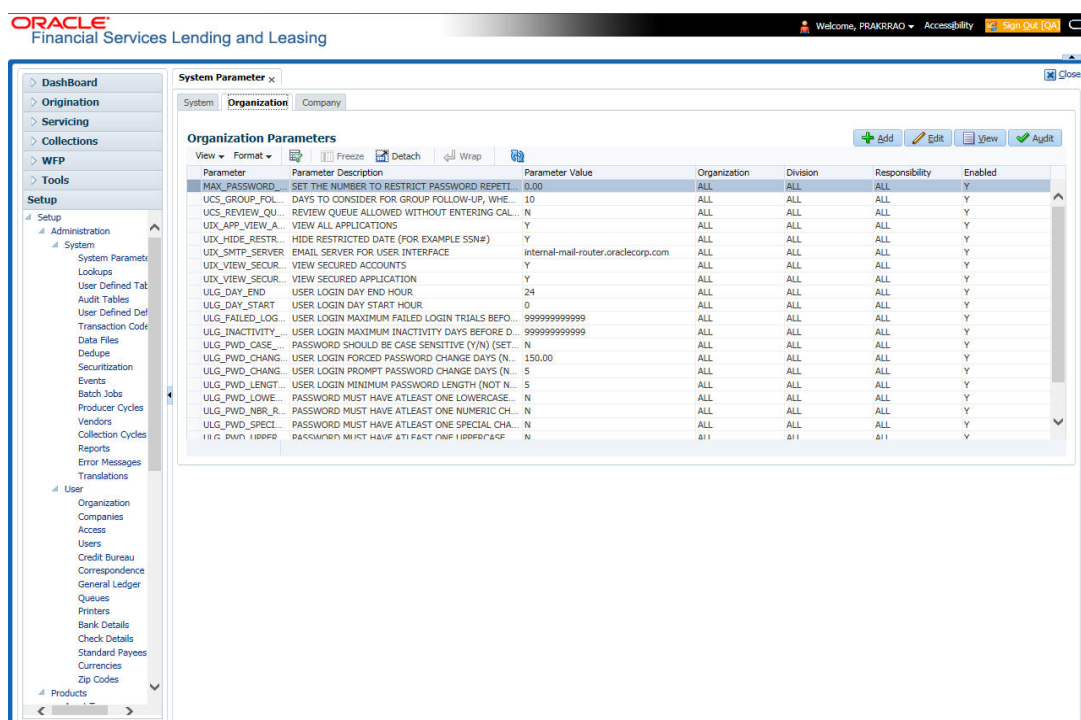 ORACLE
Financial Services Lending and Leasing
Welcome, PRAKRRAO Accessibility Sign Out [QA]
Close
DashBoard
Origination
Servicing
Collections
WFP
Tools
Setup
Setup
Administration
System
System Paramete
Lookups
User Defined Tab
Audit Tables
User Defined Def
Transaction Code
Data Files
Dedupe
Securitization
Events
Batch Jobs
Producer Cycles
Vendors
Collection Cycles
Reports
Error Messages
Translations
User
Organization
Companies
Access
Users
Credit Bureau
Correspondence
General Ledger
Queues
Printers
Bank Details
Check Details
Standard Payees
Currencies
Zip Codes
Products
System Parameter
System Organization Company
Organization Parameters
Add Edit View Audit
View Format Freeze Detach Wrap
Parameter Parameter Description Parameter Value Organization Division Responsibility Enabled
MAX_PASSWORD_... SET THE NUMBER TO RESTRICT PASSWORD REPETI... 0.00 ALL ALL ALL Y
UCS_GROUP_FOL... DAYS TO CONSIDER FOR GROUP FOLLOW-UP, WHE... 10 ALL ALL ALL Y
UCS_REVIEW_QU... REVIEW QUEUE ALLOWED WITHOUT ENTERING CAL... N ALL ALL ALL Y
UIX_APP_VIEW_A... VIEW ALL APPLICATIONS Y ALL ALL ALL Y
UIX_HIDE_RESTR... HIDE RESTRICTED DATE (FOR EXAMPLE SSN#) Y ALL ALL ALL Y
UIX_SMTP_SERVER EMAIL SERVER FOR USER INTERFACE internal-mail-router.oraclecorp.com ALL ALL ALL Y
UIX_VIEW_SECUR... VIEW SECURED ACCOUNTS Y ALL ALL ALL Y
UIX_VIEW_SECUR... VIEW SECURED APPLICATION Y ALL ALL ALL Y
ULG_DAY_END USER LOGIN DAY END HOUR 24 ALL ALL ALL Y
ULG_DAY_START USER LOGIN DAY START HOUR 0 ALL ALL ALL Y
ULG_FAILED_LOG... USER LOGIN MAXIMUM FAILED LOGIN TRIALS BEFO... 999999999999 ALL ALL ALL Y
ULG_INACTIVITY_... USER LOGIN MAXIMUM INACTIVITY DAYS BEFORE D... 999999999999 ALL ALL ALL Y
ULG_PWD_CASE_... PASSWORD SHOULD BE CASE SENSITIVE (Y/N) (SET... N ALL ALL ALL Y
ULG_PWD_CHANG... USER LOGIN FORCED PASSWORD CHANGE DAYS (N... 150.00 ALL ALL ALL Y
ULG_PWD_CHANG... USER LOGIN PROMPT PASSWORD CHANGE DAYS (N... 5 ALL ALL ALL Y
ULG_PWD_LENGT... USER LOGIN MINIMUM PASSWORD LENGTH (NOT N... 5 ALL ALL ALL Y
ULG_PWD_LOWE... PASSWORD MUST HAVE ATLEAST ONE LOWERCASE... N ALL ALL ALL Y
ULG_PWD_NBR_R... PASSWORD MUST HAVE ATLEAST ONE NUMERIC CH... N ALL ALL ALL Y
ULG_PWD_SPECI... PASSWORD MUST HAVE ATLEAST ONE SPECIAL CHA... N ALL ALL ALL Y
ULG_PWD_UPPER... PASSWORD MUST HAVE ATLEAST ONE UPPERCASE... N ALL ALL ALL Y